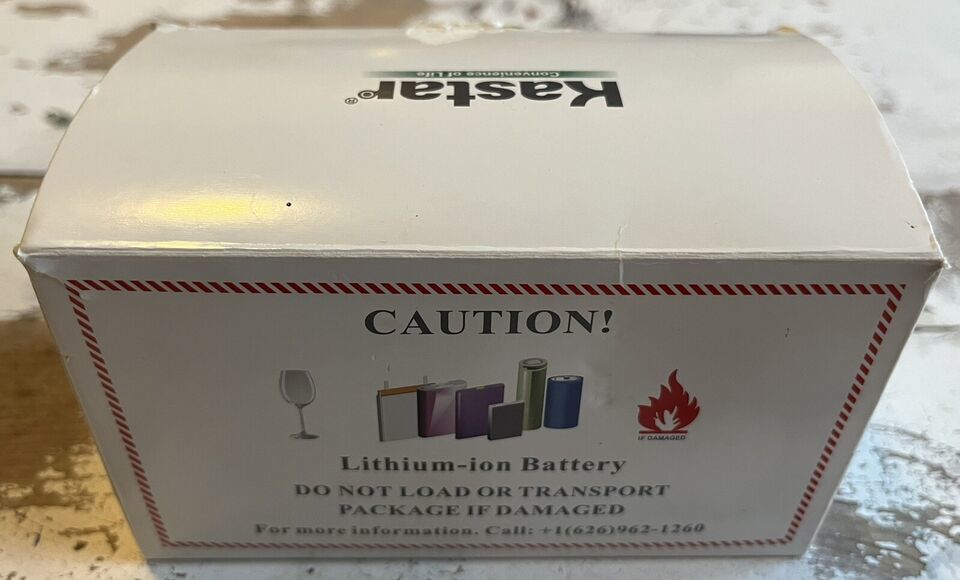 Kastar®
Convenience of Life
CAUTION!
IF DAMAGED
Lithium-ion Battery
DO NOT LOAD OR TRANSPORT
PACKAGE IF DAMAGED
For more information. Call: +1(626)962-1260